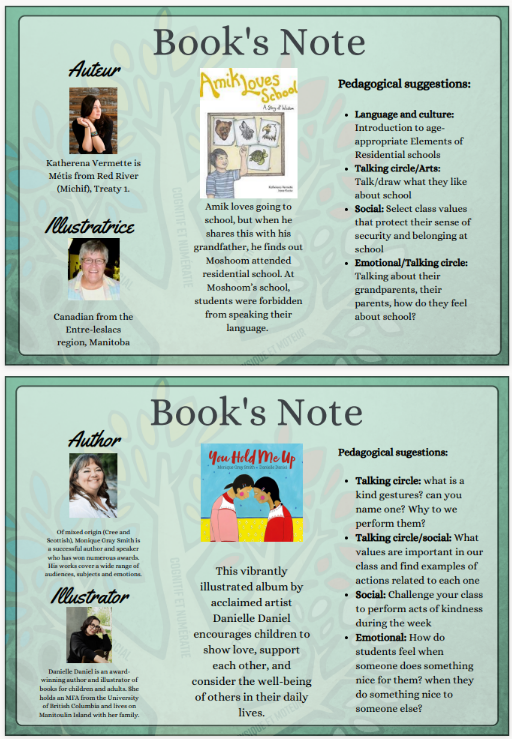 Book's Note
Auteur
Katherena Vermette is
Métis from Red River
(Michif), Treaty 1.
Illustratrice
Canadian from the
Entre-leslacs
region, Manitoba
Amik Loves
School
A Story of Wisdom
Amik loves going to
school, but when he
shares this with his
grandfather, he finds out
Moshoom attended
residential school. At
Moshoom's school,
students were forbidden
from speaking their
language.
Pedagogical suggestions:
• Language and culture:
Introduction to age-
appropriate Elements of
Residential schools
• Talking circle/Arts:
Talk/draw what they like
about school
• Social: Select class values
that protect their sense of
security and belonging at
school
• Emotional/Talking circle:
Talking about their
grandparents, their
parents, how do they feel
about school?
Book's Note
Author
Of mixed origin (Cree and
Scottish), Monique Gray Smith is
a successful author and speaker
who has won numerous awards.
His works cover a wide range of
audiences, subjects and emotions.
Illustrator
Danielle Daniel is an award-
winning author and illustrator of
books for children and adults. She
holds an MFA from the University
of British Columbia and lives on
Manitoulin Island with her family.
You Hold Me Up
Monique Gray Smith Danielle Daniel
This vibrantly
illustrated album by
acclaimed artist
Danielle Daniel
encourages children to
show love, support
each other, and
consider the well-being
of others in their daily
lives.
Pedagogical sugestions:
• Talking circle: what is a
kind gestures? can you
name one? Why to we
perform them?
• Talking circle/social: What
values are important in our
class and find examples of
actions related to each one
• Social: Challenge your class
to perform acts of kindness
during the week
• Emotional: How do
students feel when
someone does something
nice for them? when they
do something nice to
someone else?